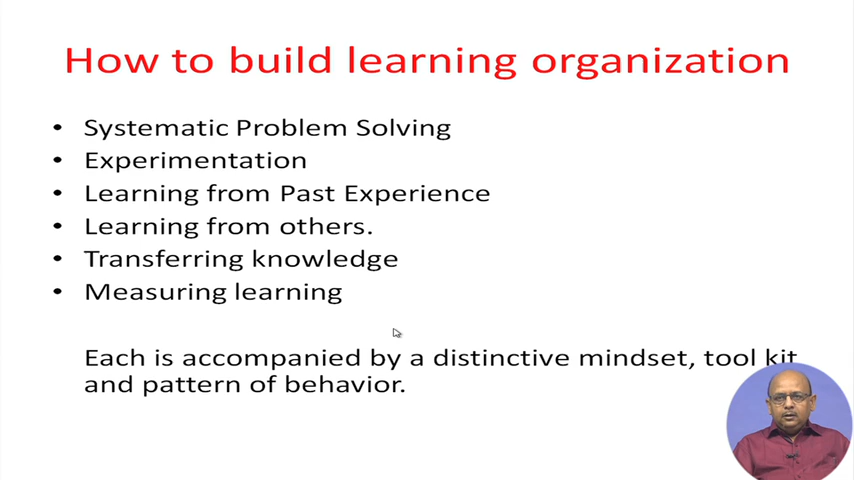 How to build learning organization
• Systematic Problem Solving
• Experimentation
• Learning from Past Experience
• Learning from others.
• Transferring knowledge
• Measuring learning
Each is accompanied by a distinctive mindset, tool kit
and pattern of behavior.